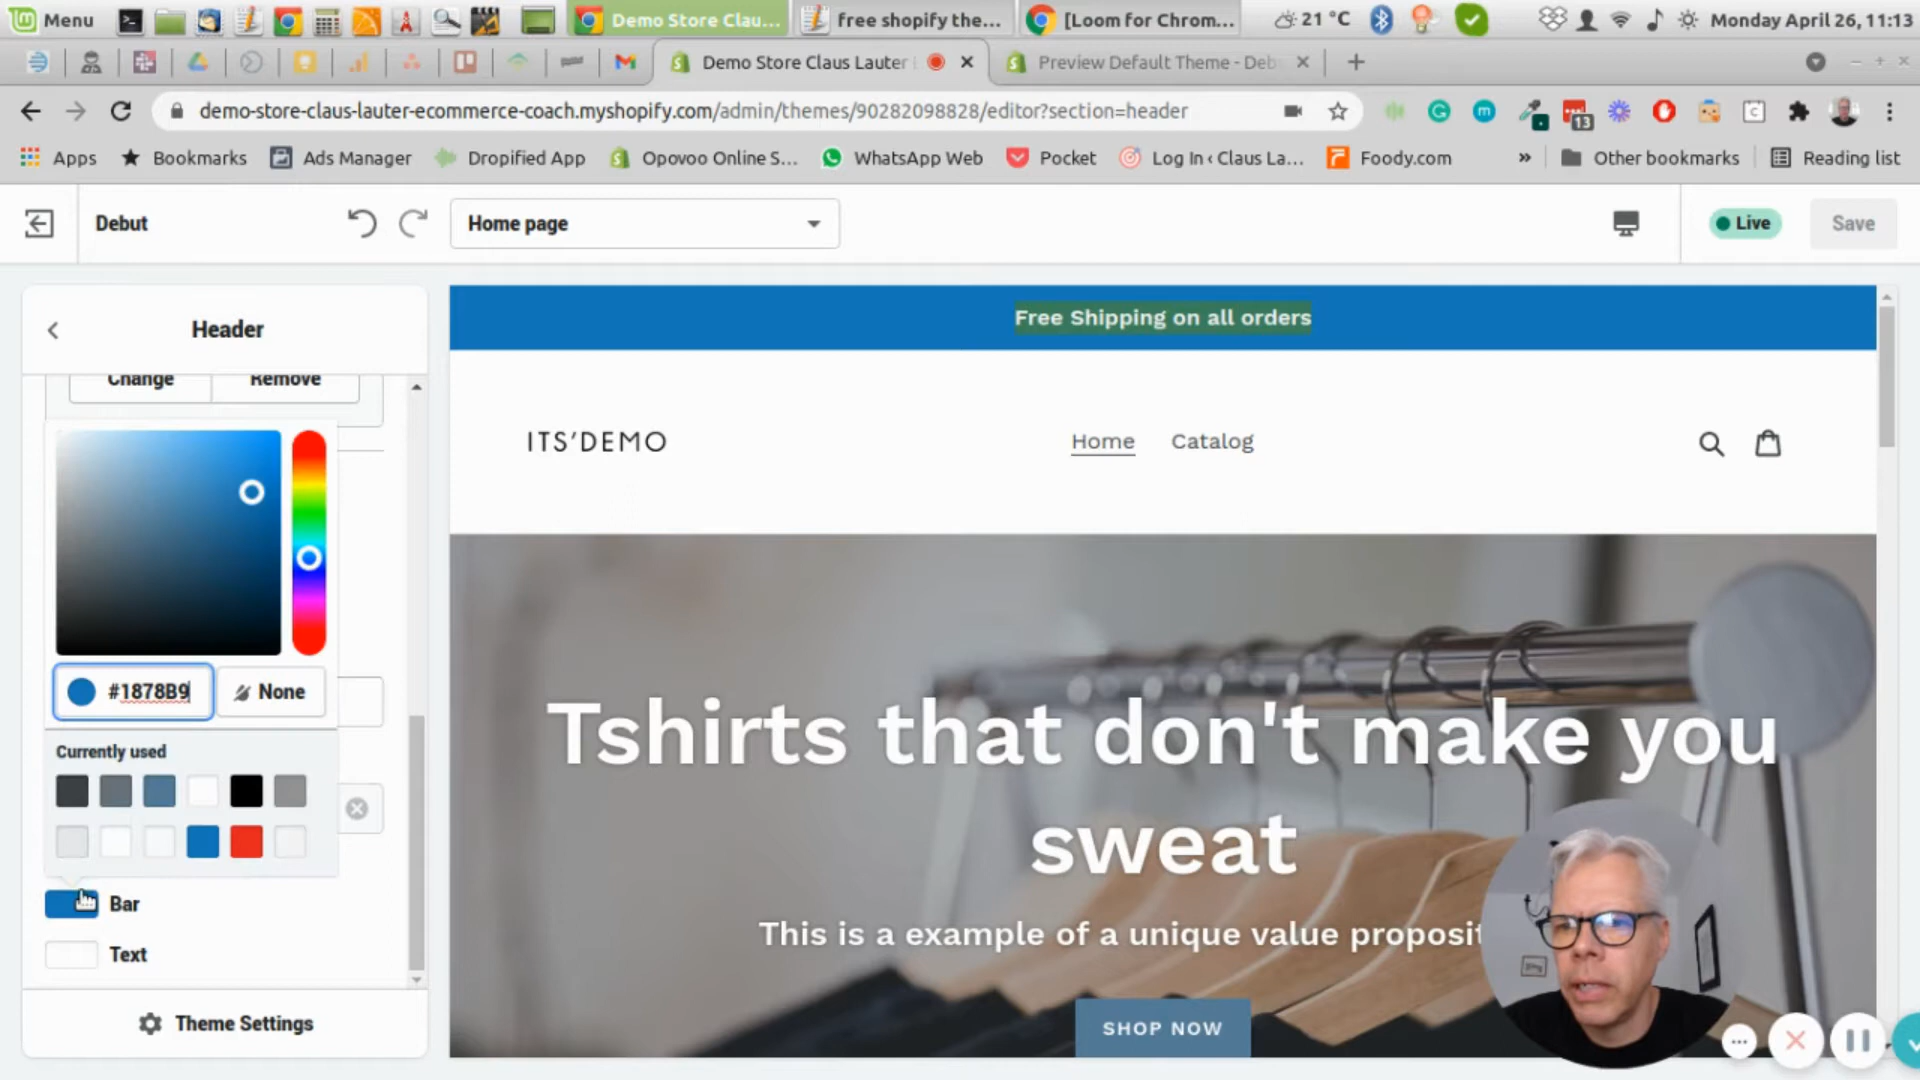 Menu
Demo Store Clau...
free shopify the...
[Loom for Chrom...
21 °C
Monday April 26, 11:13
Demo Store Claus Lauter
Preview Default Theme - Deb
demo-store-claus-lauter-ecommerce-coach.myshopify.com/admin/themes/90282098828/editor?section=header
13
Apps
Bookmarks
Ads Manager
Dropified App
Opovoo Online S...
WhatsApp Web
Pocket
Log In ‹ Claus La...
Foody.com
»
Other bookmarks
Reading list
Debut
Home page
Live
Save
Header
Change
Remove
#1878B9
None
Currently used
Bar
Text
Theme Settings
Free Shipping on all orders
ITS'DEMO
Home
Catalog
Tshirts that don't make you
sweat
This is a example of a unique value proposit
SHOP NOW